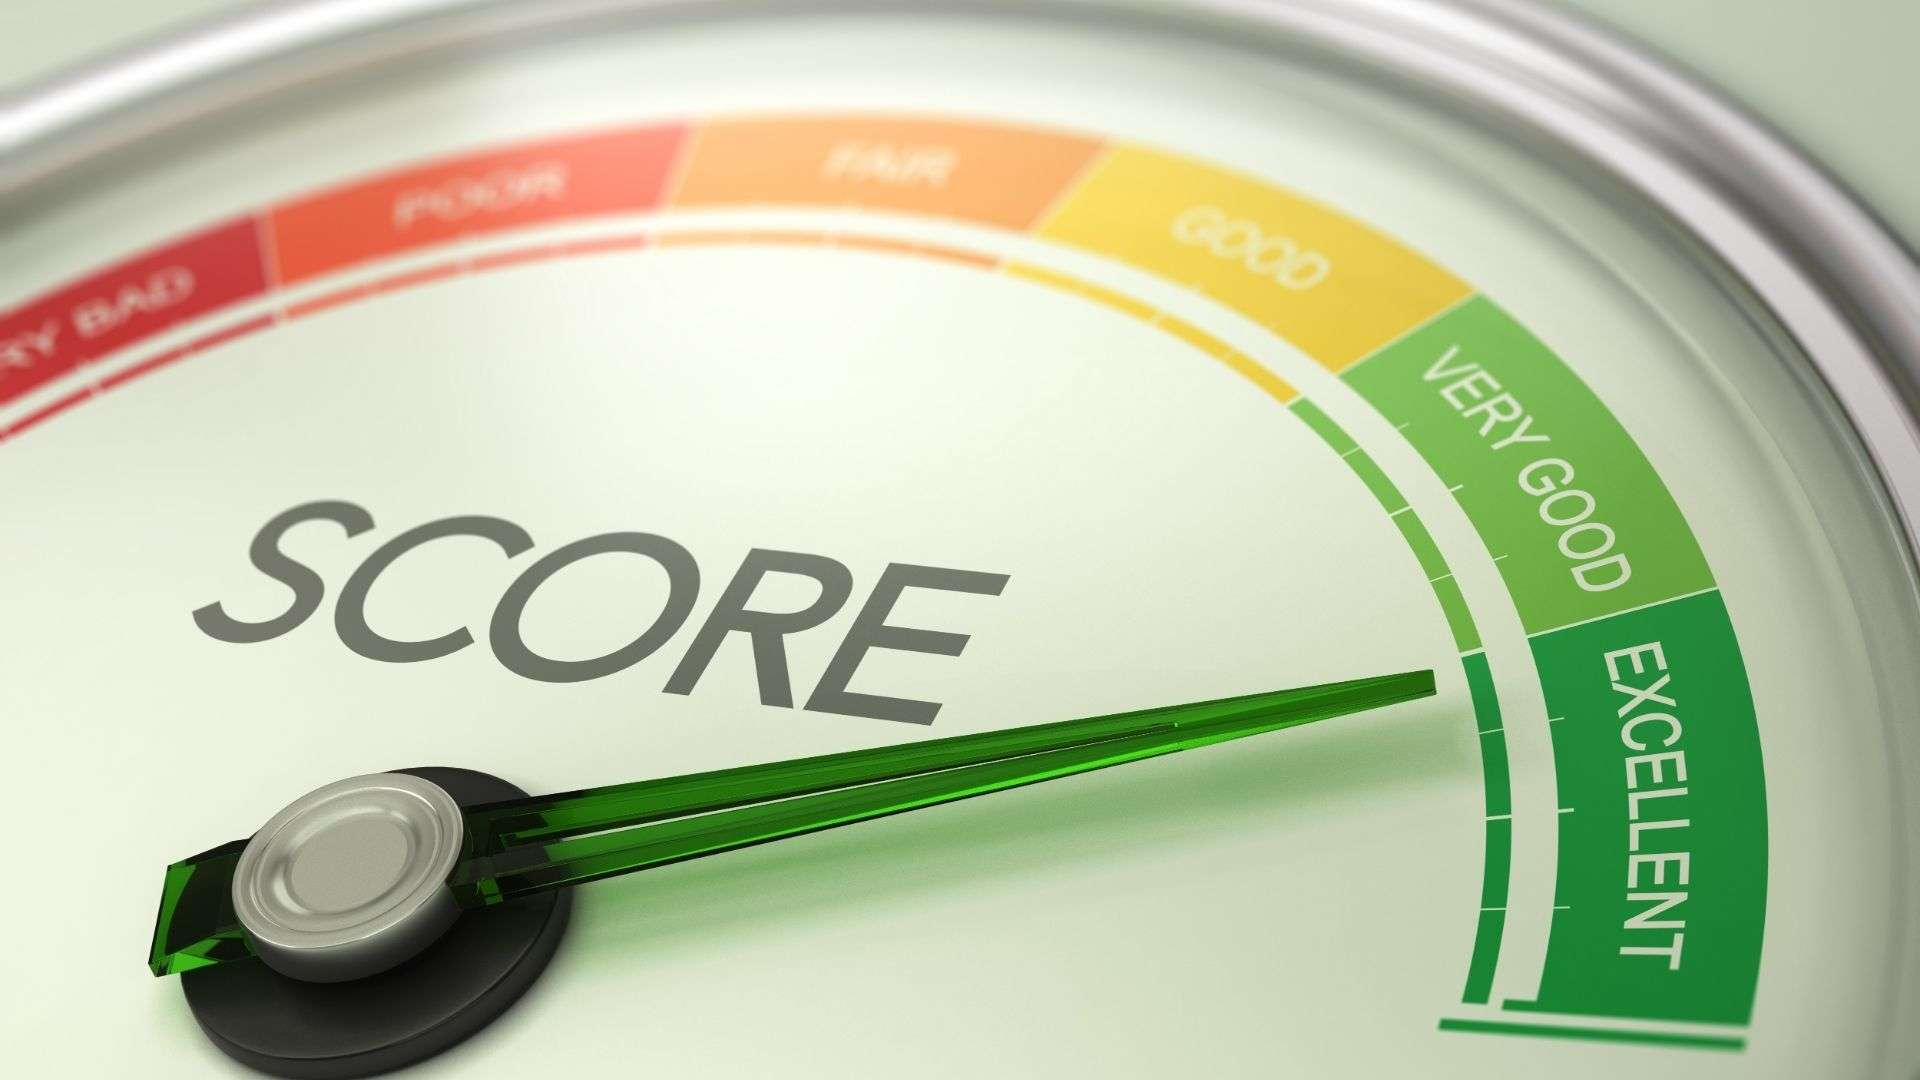 RY BAD
POOR
FAIR
GOOD
VERY GOOD
EXCELLENT
SCORE